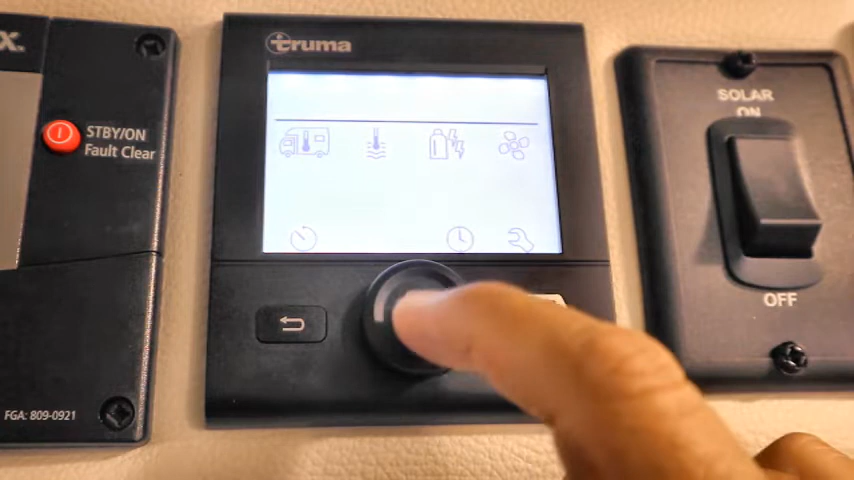 x
STBY/ON
Fault Clear
FGA: 809-0921
truma
SOLAR
ON
OFF